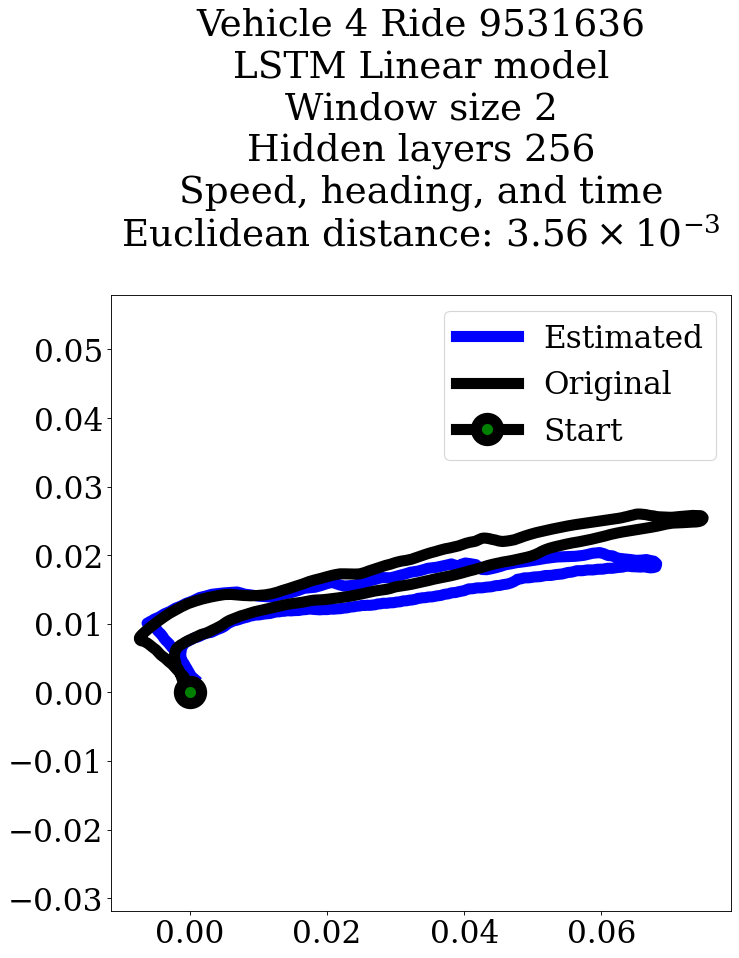 Vehicle 4 Ride 9531636
LSTM Linear model
Window size 2
Hidden layers 256
Speed, heading, and time
Euclidean distance: 3.56 × 10⁻³
Estimated
Original
Start
0.05
0.04
0.03
0.02
0.01
0.00
−0.01
−0.02
−0.03
0.00 0.02 0.04 0.06